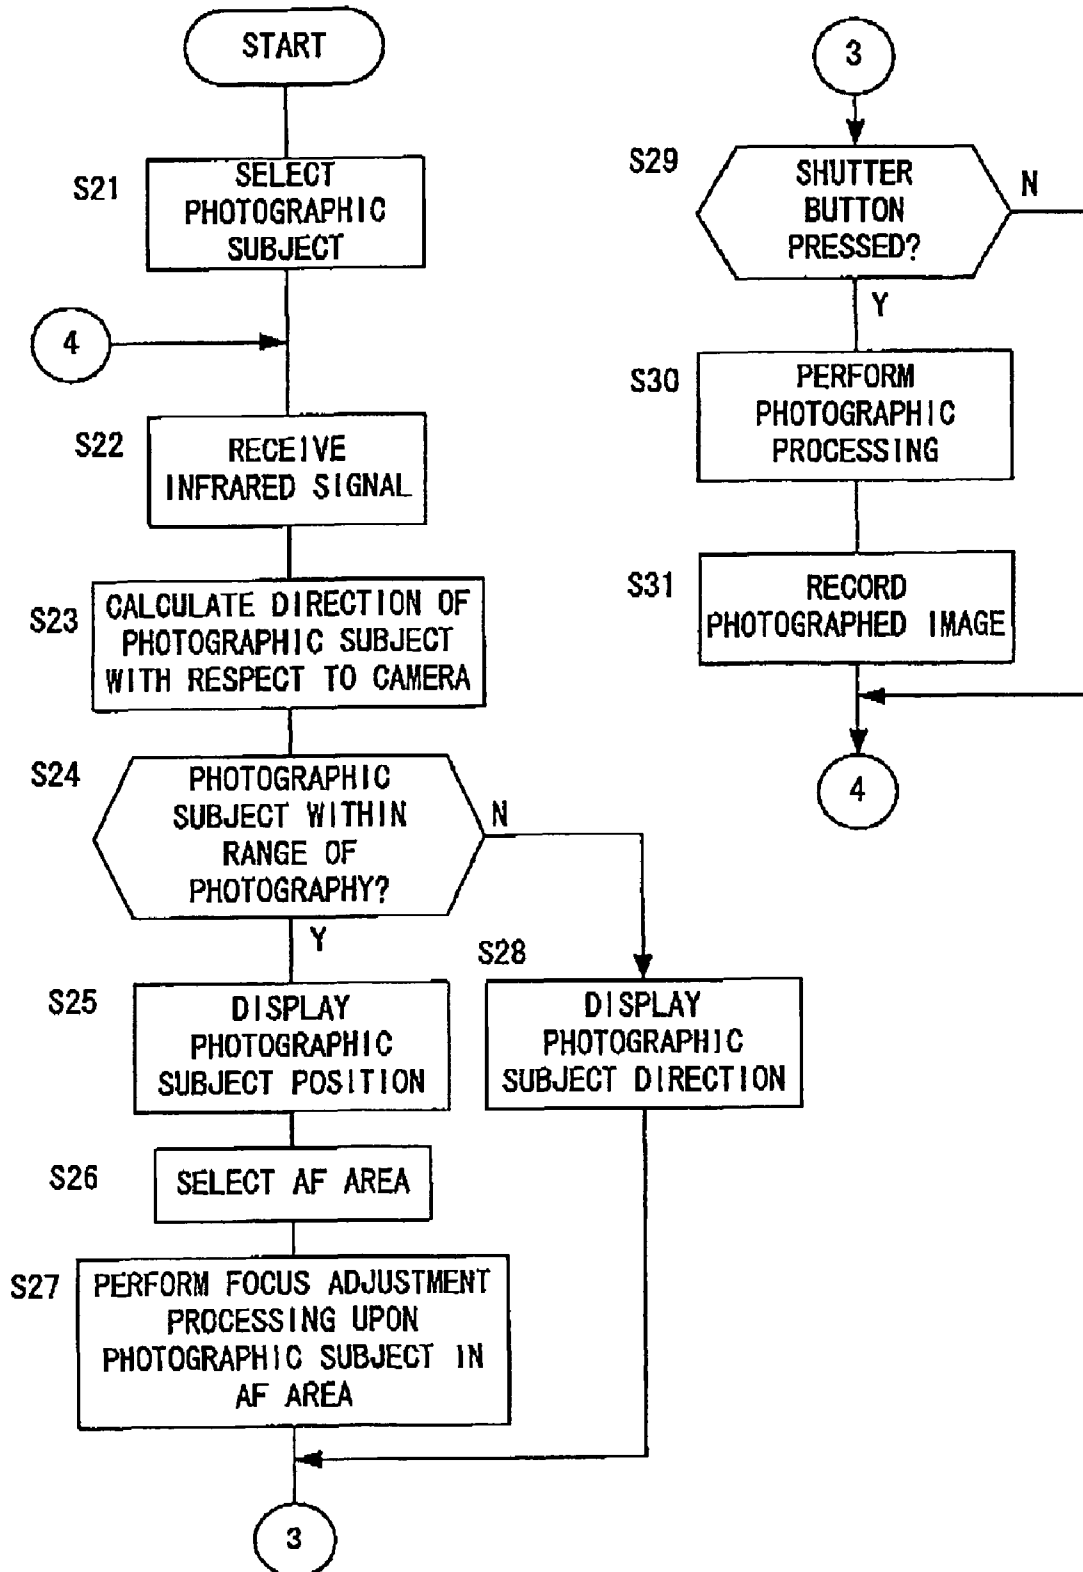 START
S21
SELECT
PHOTOGRAPHIC
SUBJECT
4
S22
RECEIVE
INFRARED SIGNAL
S23
CALCULATE DIRECTION OF
PHOTOGRAPHIC SUBJECT
WITH RESPECT TO CAMERA
S24
PHOTOGRAPHIC
SUBJECT WITHIN
RANGE OF
PHOTOGRAPHY?
N
Y
S25
DISPLAY
PHOTOGRAPHIC
SUBJECT POSITION
S28
DISPLAY
PHOTOGRAPHIC
SUBJECT DIRECTION
S26
SELECT AF AREA
S27
PERFORM FOCUS ADJUSTMENT
PROCESSING UPON
PHOTOGRAPHIC SUBJECT IN
AF AREA
3
3
S29
SHUTTER
BUTTON
PRESSED?
N
Y
S30
PERFORM
PHOTOGRAPHIC
PROCESSING
S31
RECORD
PHOTOGRAPHED IMAGE
4